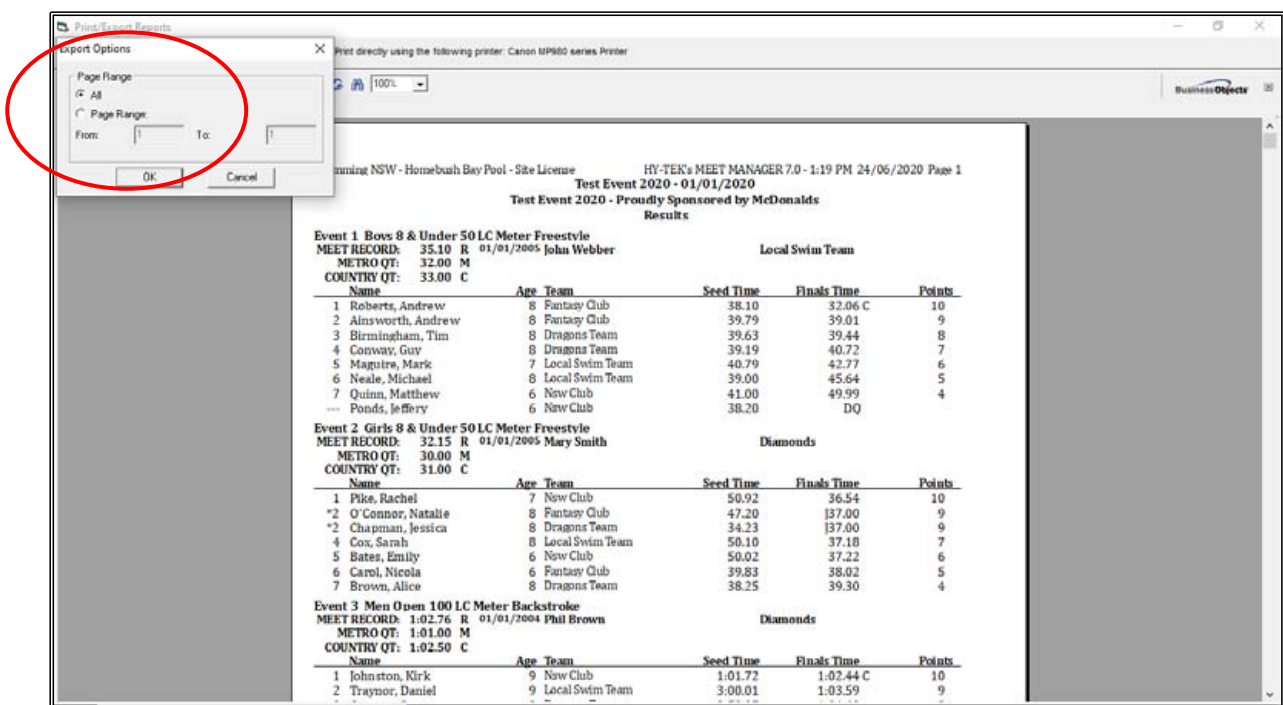 Print/Export Reports
Export Options
Print directly using the following printer: Canon MP980 series Printer
Page Range
All
Page Range:
From: 1 To: 1
OK Cancel
100%
BusinessObjects
mming NSW - Homebush Bay Pool - Site License HY-TEK's MEET MANAGER 7.0 - 1:19 PM 24/06/2020 Page 1
Test Event 2020 - 01/01/2020
Test Event 2020 - Proudly Sponsored by McDonalds
Results
Event 1 Boys 8 & Under 50 LC Meter Freestyle
MEET RECORD: 35.10 R 01/01/2005 John Webber Local Swim Team
METRO QT: 32.00 M
COUNTRY QT: 33.00 C
Name Age Team Seed Time Finals Time Points
1 Roberts, Andrew 8 Fantasy Club 38.10 32.06 C 10
2 Ainsworth, Andrew 8 Fantasy Club 39.79 39.01 9
3 Birmingham, Tim 8 Dragons Team 39.63 39.44 8
4 Conway, Guy 8 Dragons Team 39.19 40.72 7
5 Maguire, Mark 7 Local Swim Team 40.79 42.77 6
6 Neale, Michael 8 Local Swim Team 39.00 45.64 5
7 Quinn, Matthew 6 Nsw Club 41.00 49.99 4
--- Ponds, Jeffery 6 Nsw Club 38.20 DQ
Event 2 Girls 8 & Under 50 LC Meter Freestyle
MEET RECORD: 32.15 R 01/01/2005 Mary Smith Diamonds
METRO QT: 30.00 M
COUNTRY QT: 31.00 C
Name Age Team Seed Time Finals Time Points
1 Pike, Rachel 7 Nsw Club 50.92 36.54 10
*2 O'Connor, Natalie 8 Fantasy Club 47.20 J37.00 9
*2 Chapman, Jessica 8 Dragons Team 34.23 J37.00 9
4 Cox, Sarah 8 Local Swim Team 50.10 37.18 7
5 Bates, Emily 6 Nsw Club 50.02 37.22 6
6 Carol, Nicola 6 Fantasy Club 39.83 38.02 5
7 Brown, Alice 8 Dragons Team 38.25 39.30 4
Event 3 Men Open 100 LC Meter Backstroke
MEET RECORD: 1:02.76 R 01/01/2004 Phil Brown Diamonds
METRO QT: 1:01.00 M
COUNTRY QT: 1:02.50 C
Name Age Team Seed Time Finals Time Points
1 Johnston, Kirk 9 Nsw Club 1:01.72 1:02.44 C 10
2 Traynor, Daniel 9 Local Swim Team 3:00.01 1:03.59 9